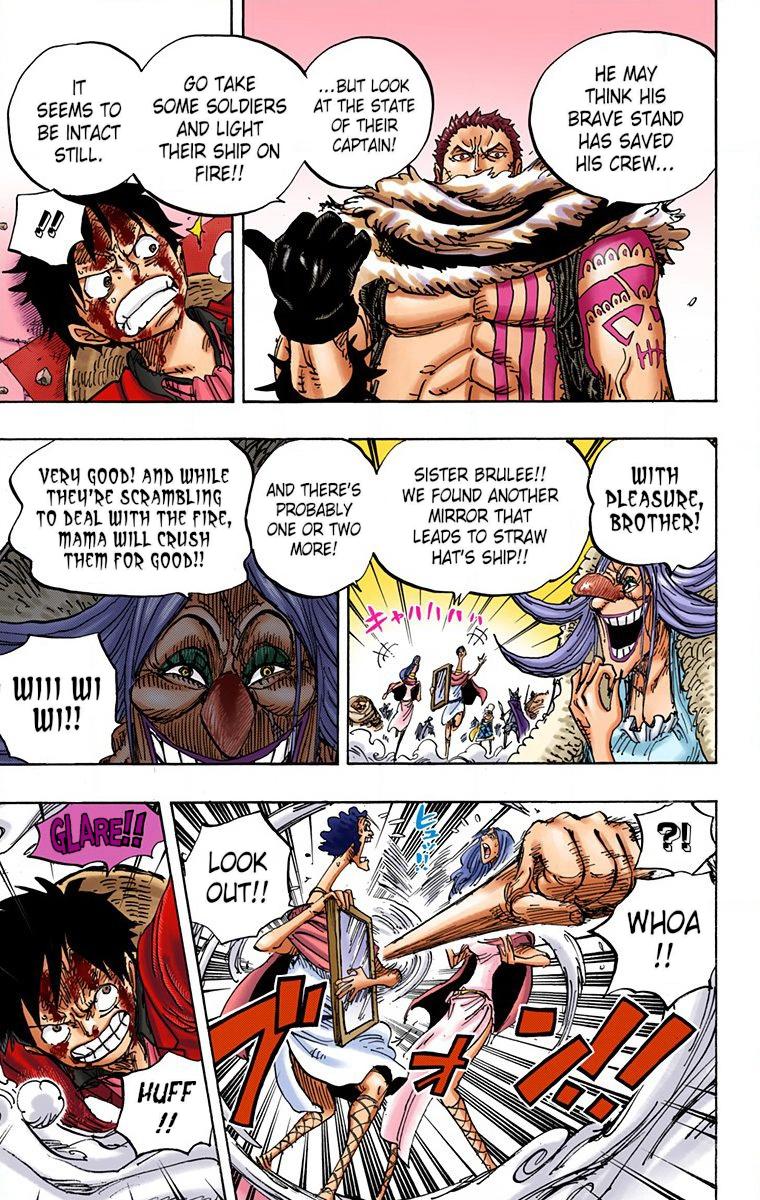 HE MAY
THINK HIS
BRAVE STAND
HAS SAVED
HIS CREW...
...BUT LOOK
AT THE STATE
OF THEIR
CAPTAIN!
GO TAKE
SOME SOLDIERS
AND LIGHT
THEIR SHIP ON
FIRE!!
IT
SEEMS TO
BE INTACT
STILL.
!!
WITH
PLEASURE,
BROTHER!
SISTER BRULEE!!
WE FOUND ANOTHER
MIRROR THAT
LEADS TO STRAW
HAT'S SHIP!!
キャハハハハ
AND THERE'S
PROBABLY
ONE OR TWO
MORE!
VERY GOOD! AND WHILE
THEY'RE SCRAMBLING
TO DEAL WITH THE FIRE,
MAMA WILL CRUSH
THEM FOR GOOD!!
WIII WI
WI!!
?!
WHOA
!!
ヒュッ!!
LOOK
OUT!!
ブォン!!
GLARE!!
HUFF
!!